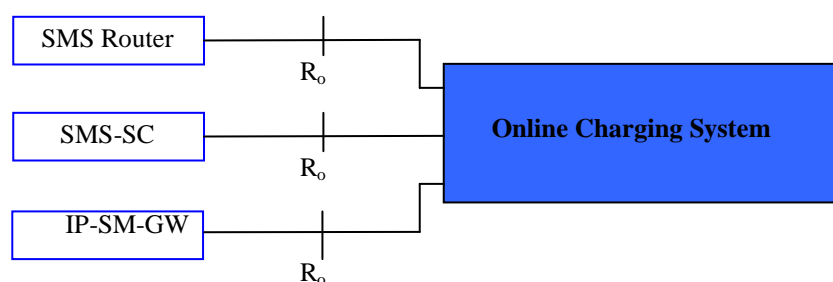 SMS Router
Ro
SMS-SC
Online Charging System
Ro
IP-SM-GW
Ro